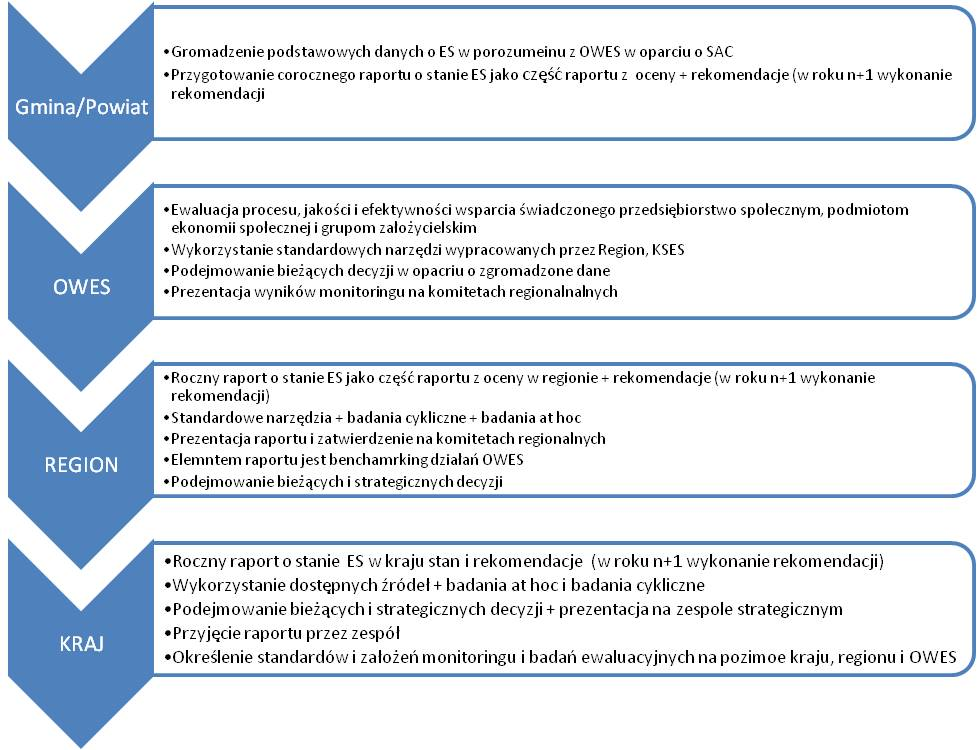 Gmina/Powiat
•Gromadzenie podstawowych danych o ES w porozumeinu z OWES w oparciu o SAC
•Przygotowanie corocznego raportu o stanie ES jako część raportu z oceny + rekomendacje (w roku n+1 wykonanie
rekomendacji
OWES
•Ewaluacja procesu, jakości i efektywności wsparcia świadczonego przedsiębiorstwo społecznym, podmiotom
ekonomii społecznej i grupom założycielskim
•Wykorzystanie standardowych narzędzi wypracowanych przez Region, KSES
•Podejmowanie bieżących decyzji w opacriu o zgromadzone dane
•Prezentacja wyników monitoringu na komitetach regionalnalnych
REGION
•Roczny raport o stanie ES jako część raportu z oceny w regionie + rekomendacje (w roku n+1 wykonanie
rekomendacji)
•Standardowe narzędzia + badania cykliczne + badania at hoc
•Prezentacja raportu i zatwierdzenie na komitetach regionalnych
•Elemntem raportu jest benchamrking działań OWES
•Podejmowanie bieżących i strategicznych decyzji
KRAJ
•Roczny raport o stanie ES w kraju stan i rekomendacje (w roku n+1 wykonanie rekomendacji)
•Wykorzystanie dostępnych źródeł + badania at hoc i badania cykliczne
•Podejmowanie bieżących i strategicznych decyzji + prezentacja na zespole strategicznym
•Przyjęcie raportu przez zespół
•Określenie standardów i założeń monitoringu i badań ewaluacyjnych na pozimoe kraju, regionu i OWES